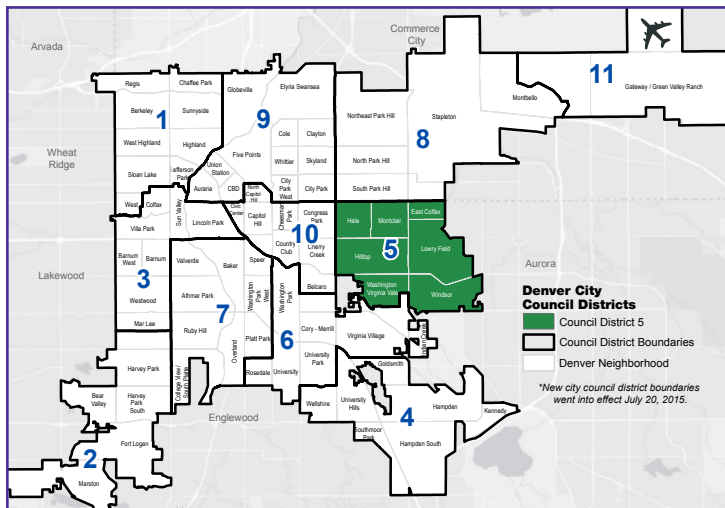 Arvada
Commerce
City
Wheat
Ridge
Lakewood
Englewood
Aurora
1
Regis
Chaffee Park
Berkeley
Sunnyside
West Highland
Highland
Sloan Lake
Jefferson
Park
9
Globeville
Elyria Swansea
Cole
Clayton
Five Points
Whittier
Skyland
Union
Station
Auraria
CBD
North
Capitol
Hill
City
Park
West
City Park
8
Northeast Park Hill
Stapleton
North Park Hill
South Park Hill
11
Montbello
Gateway / Green Valley Ranch
3
West
Colfax
Sun Valley
Villa Park
Lincoln Park
Barnum
West
Barnum
Westwood
Mar Lee
10
Civic
Center
Capitol
Hill
Cheesman
Park
Congress
Park
Country
Club
Cherry
Creek
Speer
Belcaro
5
Hale
Montclair
East Colfax
Hilltop
Lowry Field
Washington
Virginia Vale
Windsor
7
Valverde
Baker
Athmar Park
Washington
Park
West
Ruby Hill
Overland
Platt Park
College View /
South Platte
Rosedale
6
Washington
Park
Cory - Merrill
Virginia Village
Indian Creek
University
Park
University
4
Goldsmith
Wellshire
University
Hills
Hampden
Kennedy
Southmoor
Park
Hampden South
2
Harvey Park
Bear
Valley
Harvey
Park
South
Fort Logan
Marston
Denver City
Council Districts
Council District 5
Council District Boundaries
Denver Neighborhood
*New city council district boundaries
went into effect July 20, 2015.